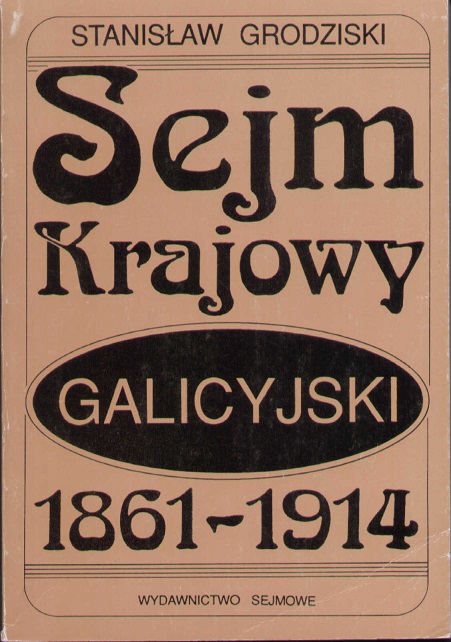 STANISŁAW GRODZISKI
Sejm
Krajowy
GALICYJSKI
1861-1914
WYDAWNICTWO SEJMOWE